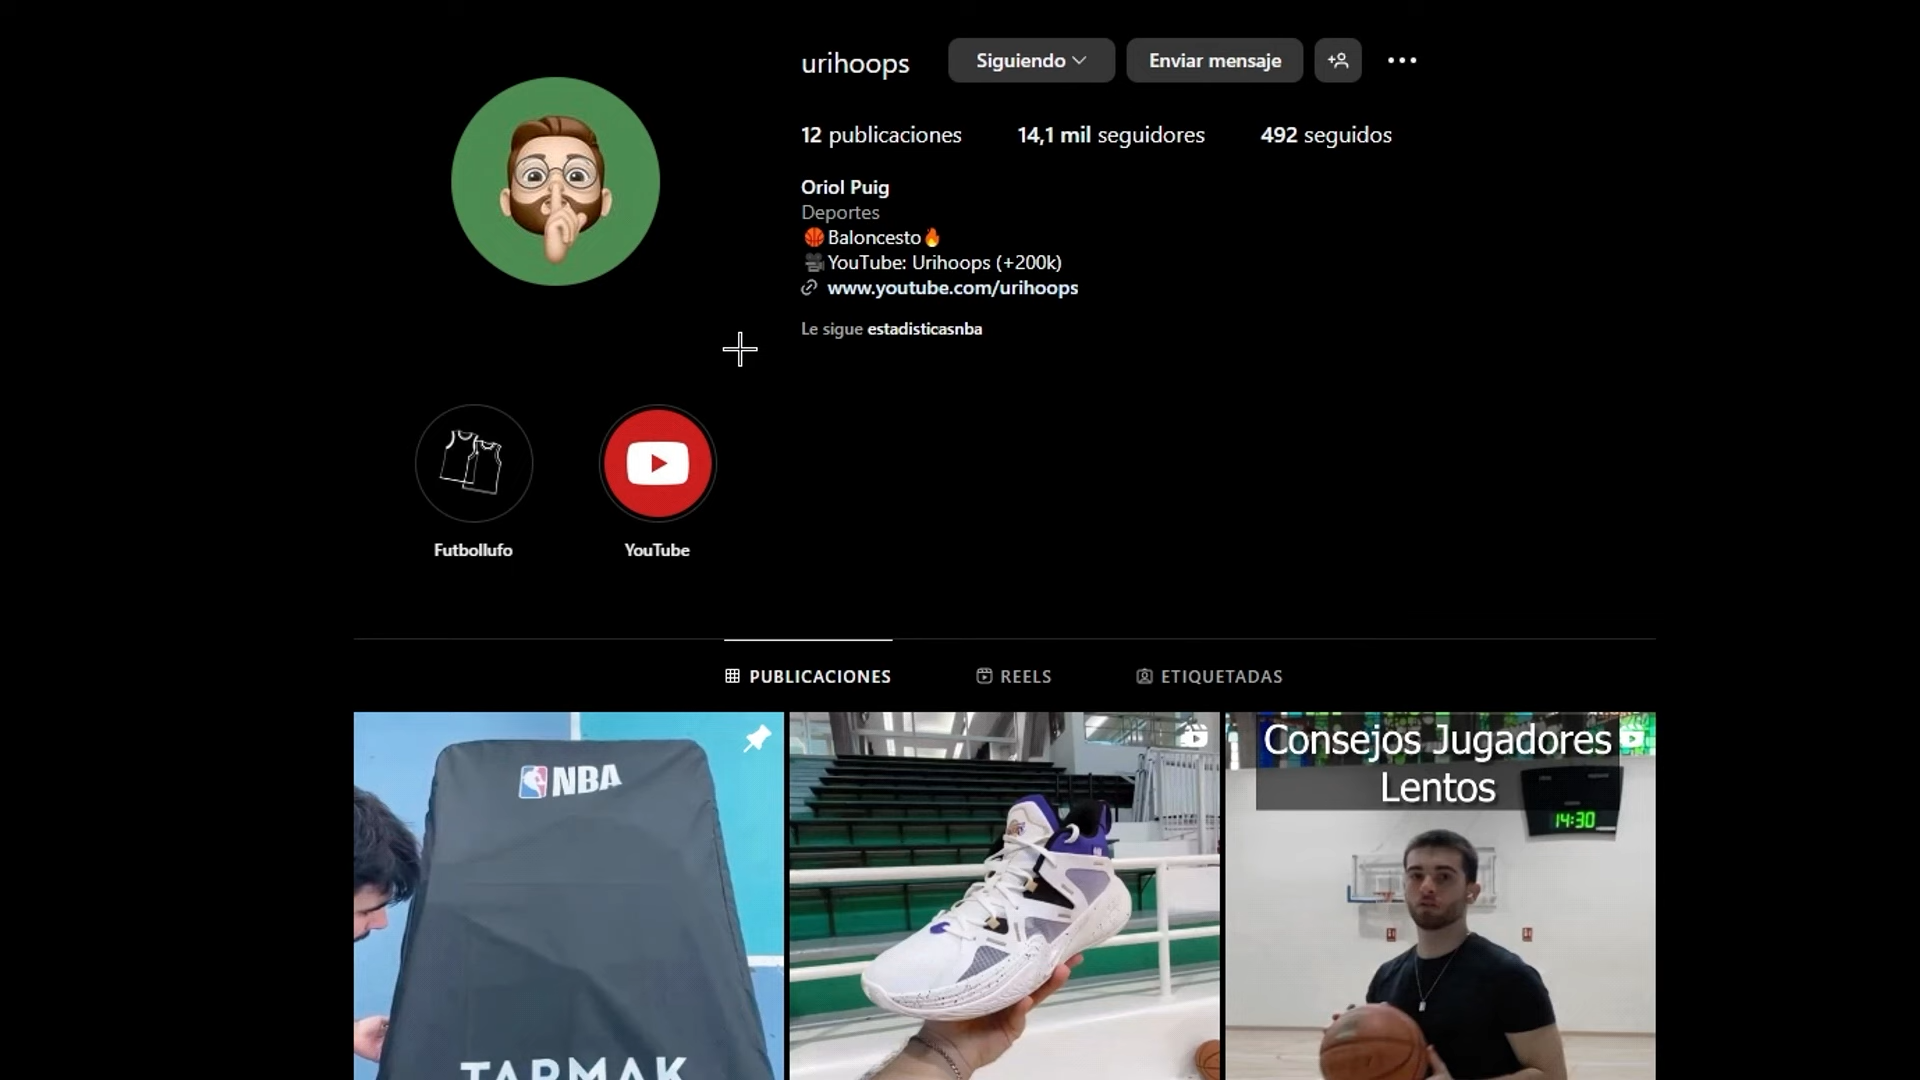 urihoops
Siguiendo
Enviar mensaje
12 publicaciones
14,1 mil seguidores
492 seguidos
Oriol Puig
Deportes
🏀Baloncesto🔥
🎥YouTube: Urihoops (+200k)
www.youtube.com/urihoops
Le sigue estadisticasnba
Futbollufo
YouTube
PUBLICACIONES
REELS
ETIQUETADAS
NBA
TARMAK
Consejos Jugadores
Lentos
14:30